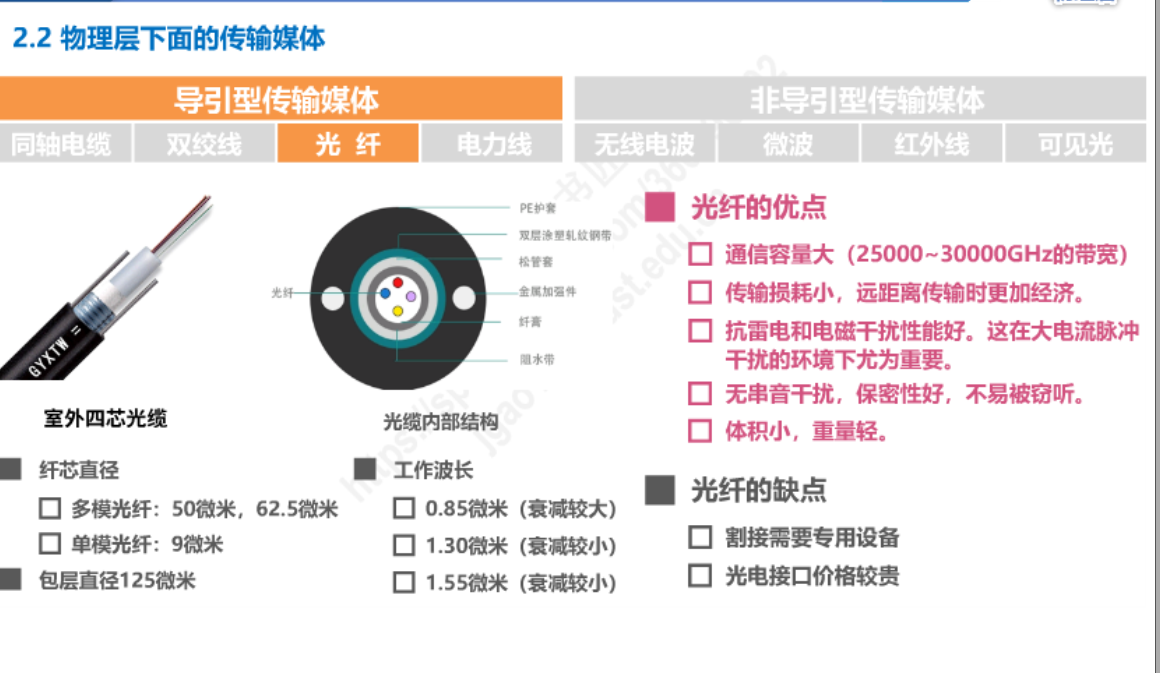 2.2 物理层下面的传输媒体
导引型传输媒体
非导引型传输媒体
同轴电缆
双绞线
光 纤
电力线
无线电波
微波
红外线
可见光
GYXTW
室外四芯光缆
PE护套
双层涂塑轧纹钢带
松管套
光纤
金属加强件
纤膏
阻水带
光缆内部结构
纤芯直径
多模光纤：50微米，62.5微米
单模光纤：9微米
包层直径125微米
工作波长
0.85微米（衰减较大）
1.30微米（衰减较小）
1.55微米（衰减较小）
光纤的优点
通信容量大（25000~30000GHz的带宽）
传输损耗小，远距离传输时更加经济。
抗雷电和电磁干扰性能好。这在大电流脉冲
干扰的环境下尤为重要。
无串音干扰，保密性好，不易被窃听。
体积小，重量轻。
光纤的缺点
割接需要专用设备
光电接口价格较贵